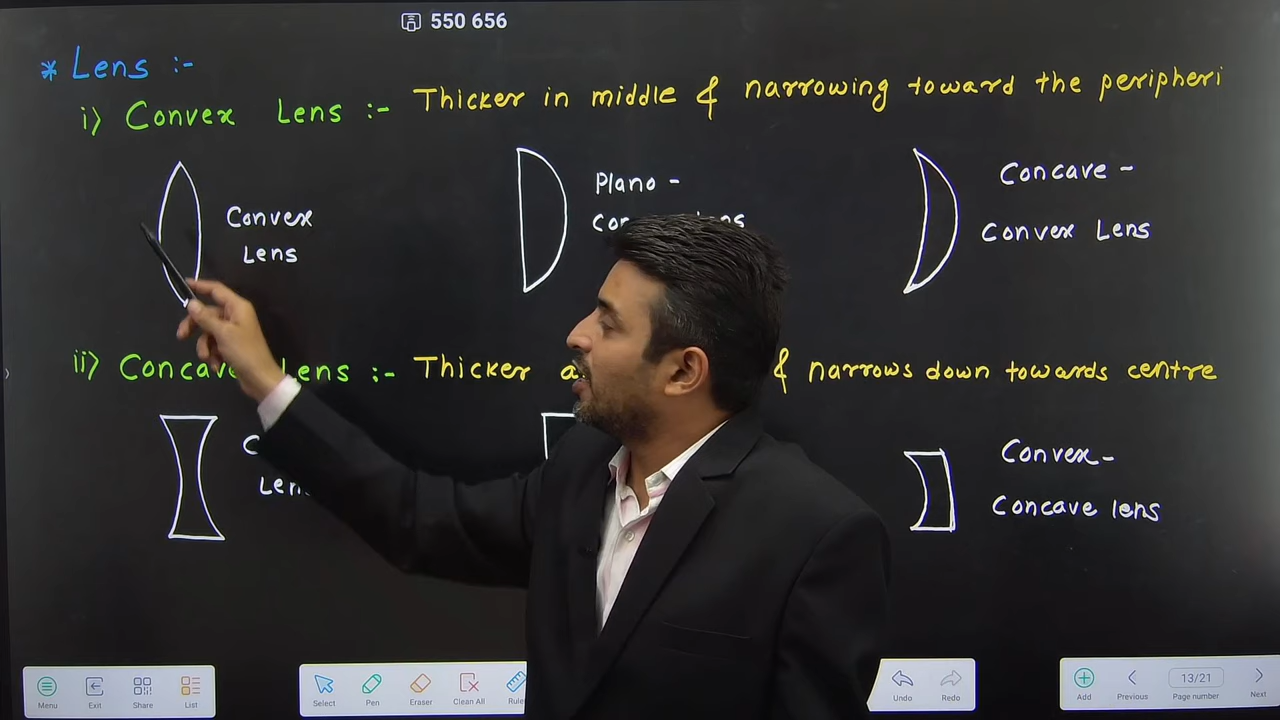 550 656
* Lens :-
i) Convex Lens :- Thicker in middle & narrowing toward the peripheri
Convex
Lens
Plano -
Concave -
Convex Lens
ii) Lens :- Thicker & narrows down towards centre
Convex -
Concave lens
Menu
Exit
Share
List
Select
Pen
Eraser
Clean All
Undo
Redo
Add
Previous
13/21
Page number
Next